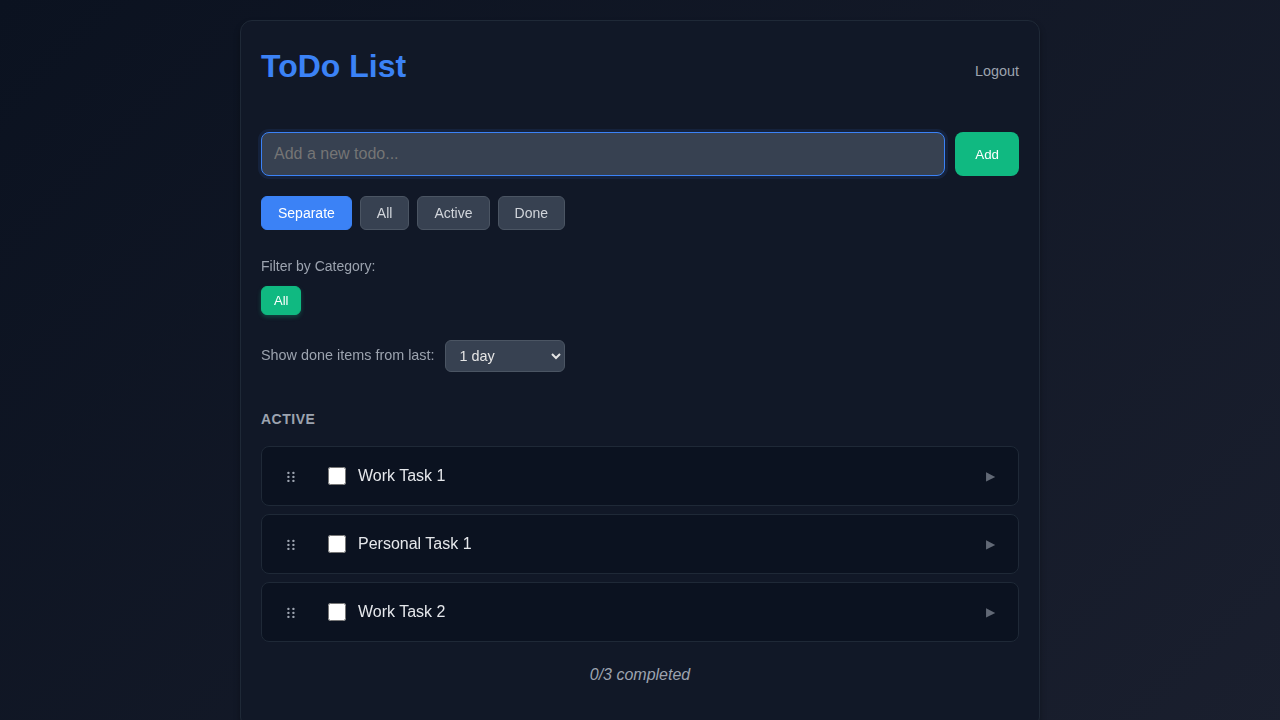 ToDo List
Logout
Add a new todo...
Add
Separate
All
Active
Done
Filter by Category:
All
Show done items from last:
1 day
ACTIVE
Work Task 1
Personal Task 1
Work Task 2
0/3 completed